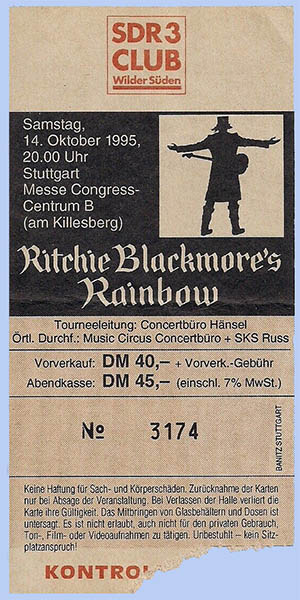 SDR 3
CLUB
Wilder Süden
Samstag,
14. Oktober 1995,
20.00 Uhr
Stuttgart
Messe Congress-
Centrum B
(am Killesberg)
Ritchie Blackmore's
Rainbow
Tourneeleitung: Concertbüro Hänsel
Örtl. Durchf.: Music Circus Concertbüro + SKS Russ
Vorverkauf: DM 40,– + Vorverk.-Gebühr
Abendkasse: DM 45,– (einschl. 7% MwSt.)
№ 3174
BANITZ STUTTGART
Keine Haftung für Sach- und Körperschäden. Zurücknahme der Karten
nur bei Absage der Veranstaltung. Bei Verlassen der Halle verliert die
Karte ihre Gültigkeit. Das Mitbringen von Glasbehältern und Dosen ist
untersagt. Es ist nicht erlaubt, auch nicht für den privaten Gebrauch,
Ton-, Film- oder Videoaufnahmen zu tätigen. Unbestuhlt – kein Sitz-
platzanspruch!
KONTROL